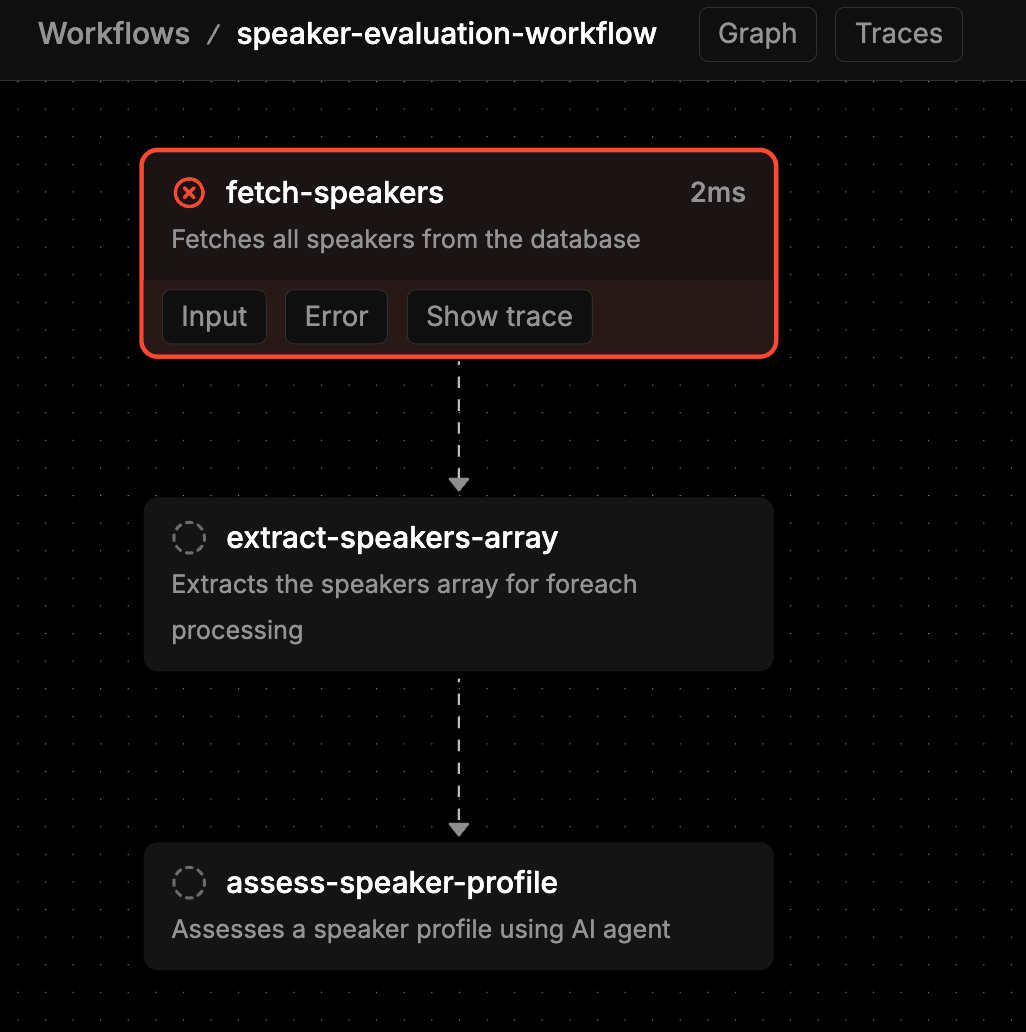 Workflows / speaker-evaluation-workflow Graph Traces
fetch-speakers 2ms
Fetches all speakers from the database
Input Error Show trace
extract-speakers-array
Extracts the speakers array for foreach
processing
assess-speaker-profile
Assesses a speaker profile using AI agent